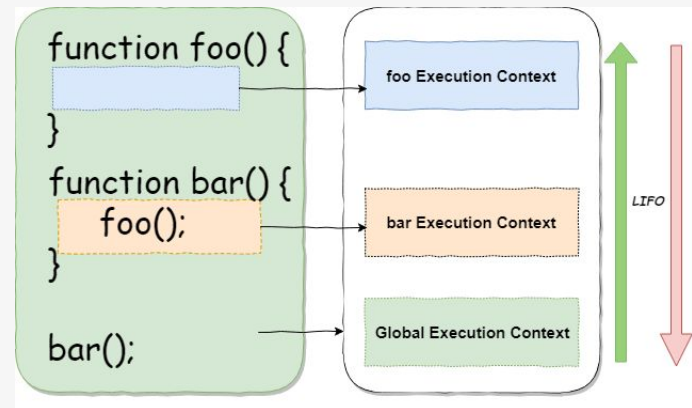 function foo() {
}
function bar() {
foo();
}
bar();
foo Execution Context
bar Execution Context
Global Execution Context
LIFO